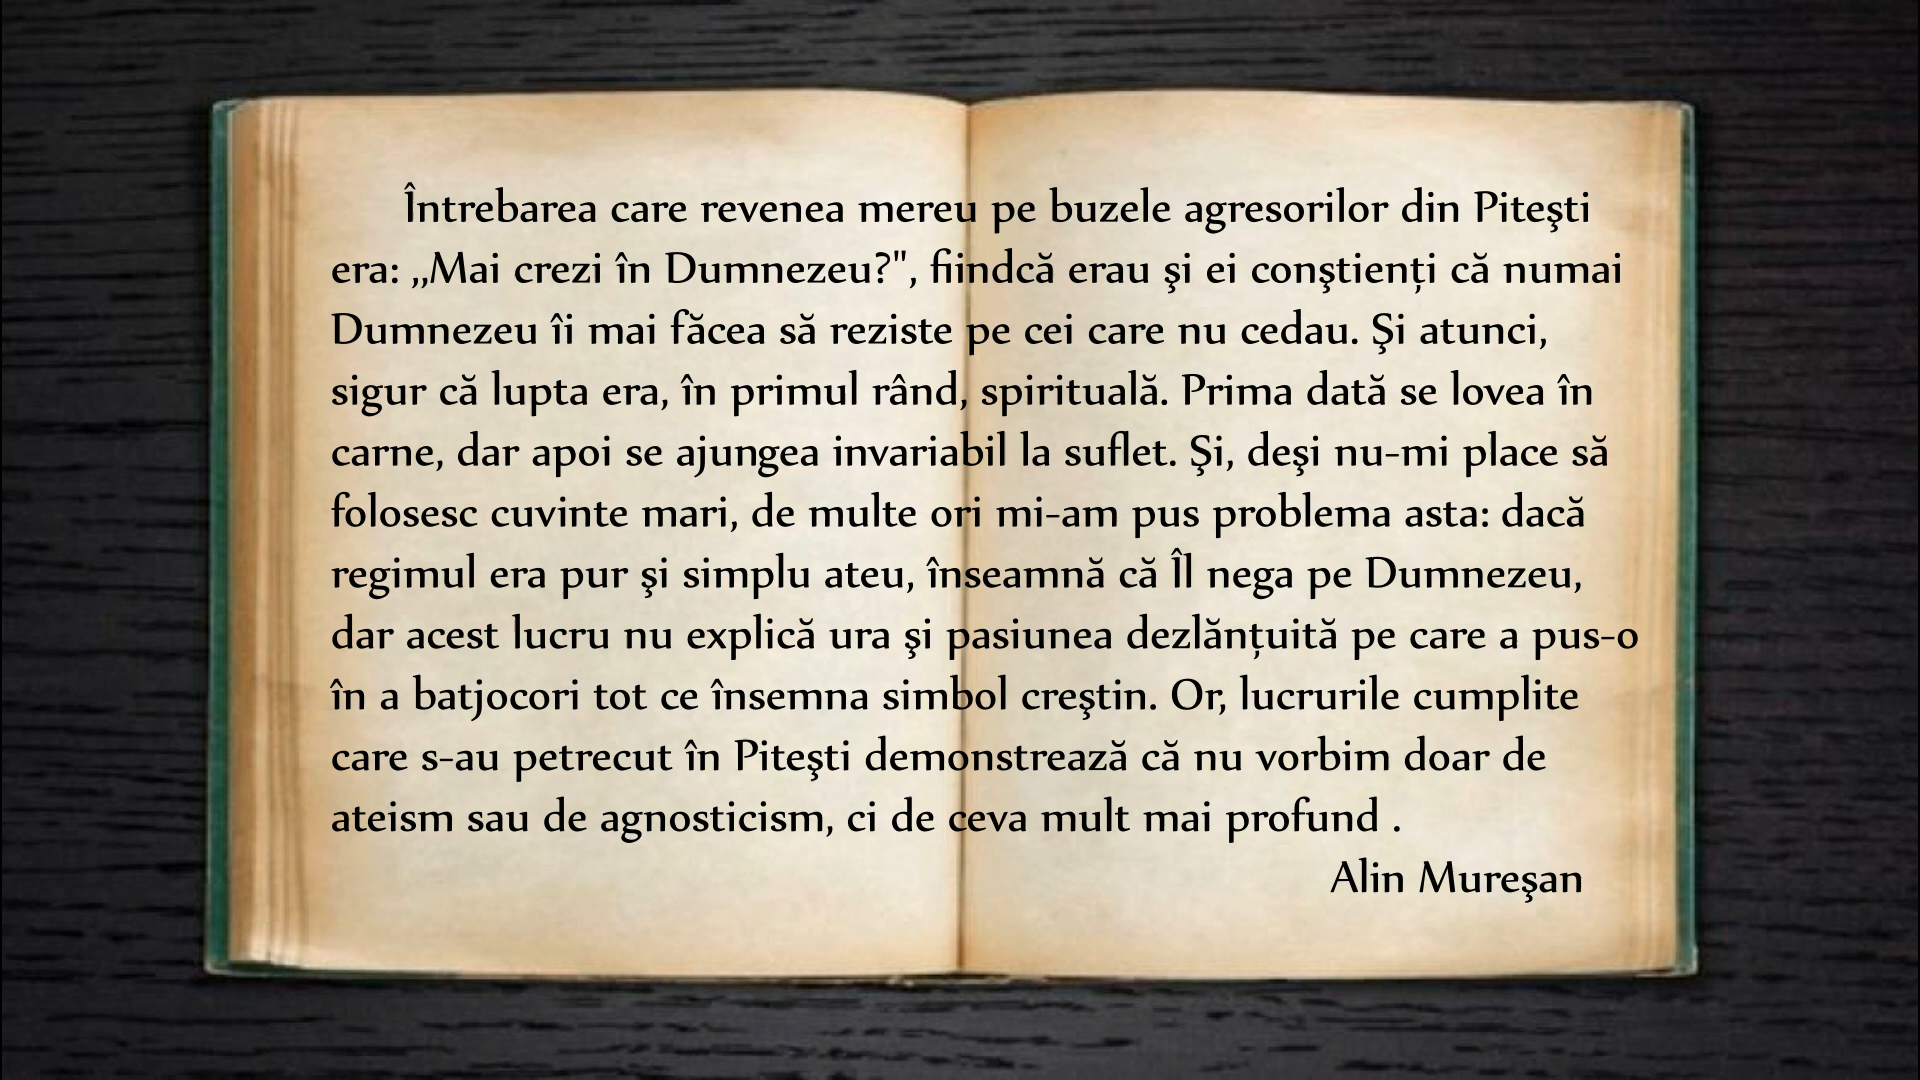 Întrebarea care revenea mereu pe buzele agresorilor din Piteşti
era: ,,Mai crezi în Dumnezeu?", fiindcă erau şi ei conştienţi că numai
Dumnezeu îi mai făcea să reziste pe cei care nu cedau. Şi atunci,
sigur că lupta era, în primul rând, spirituală. Prima dată se lovea în
carne, dar apoi se ajungea invariabil la suflet. Şi, deşi nu-mi place să
folosesc cuvinte mari, de multe ori mi-am pus problema asta: dacă
regimul era pur şi simplu ateu, înseamnă că Îl nega pe Dumnezeu,
dar acest lucru nu explică ura şi pasiunea dezlănţuită pe care a pus-o
în a batjocori tot ce însemna simbol creştin. Or, lucrurile cumplite
care s-au petrecut în Piteşti demonstrează că nu vorbim doar de
ateism sau de agnosticism, ci de ceva mult mai profund .
Alin Mureşan